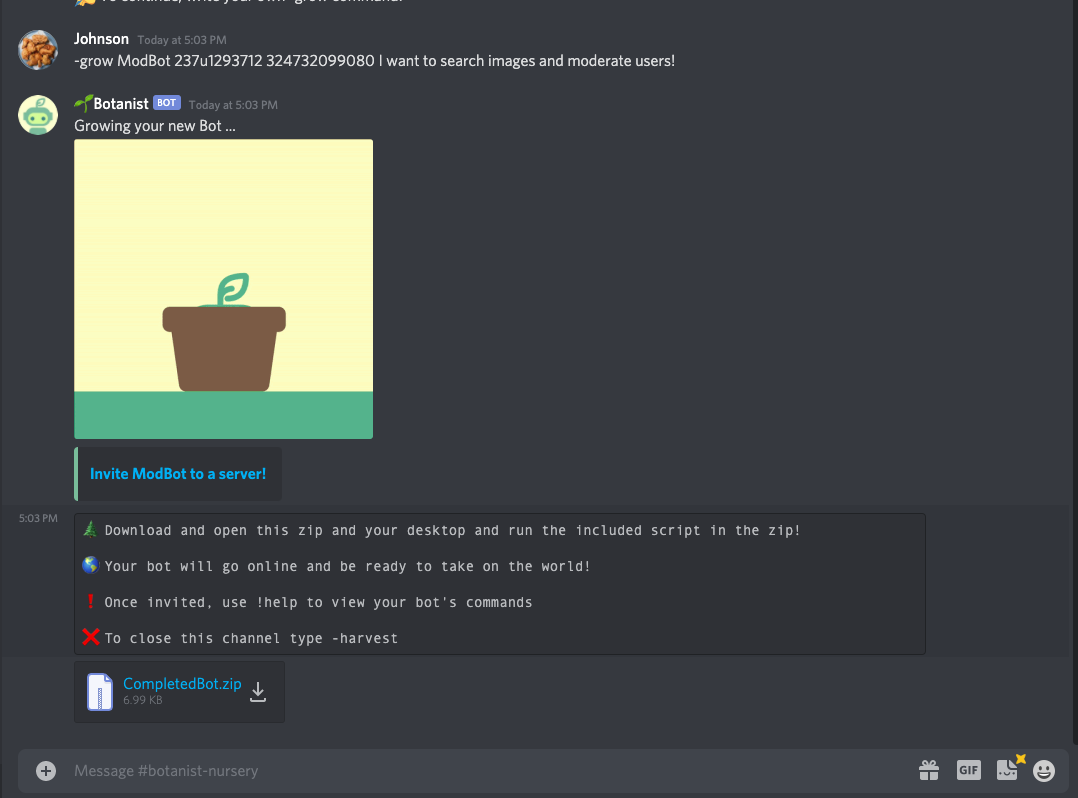 Johnson Today at 5:03 PM
-grow ModBot 237u1293712 324732099080 I want to search images and moderate users!
Botanist BOT Today at 5:03 PM
Growing your new Bot ...
Invite ModBot to a server!
5:03 PM
Download and open this zip and your desktop and run the included script in the zip!
Your bot will go online and be ready to take on the world!
Once invited, use !help to view your bot's commands
To close this channel type -harvest
CompletedBot.zip
6.99 KB
Message #botanist-nursery
GIF